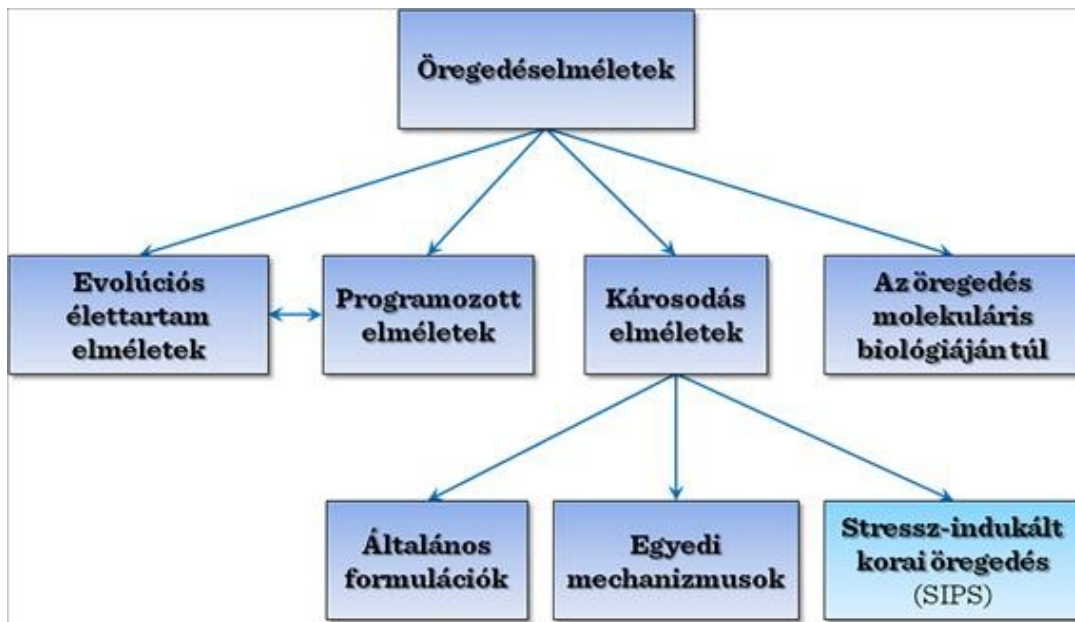 Öregedéselméletek
Evolúciós
élettartam
elméletek
Programozott
elméletek
Károsodás
elméletek
Az öregedés
molekuláris
biológiáján túl
Általános
formulációk
Egyedi
mechanizmusok
Stressz-indukált
korai öregedés
(SIPS)